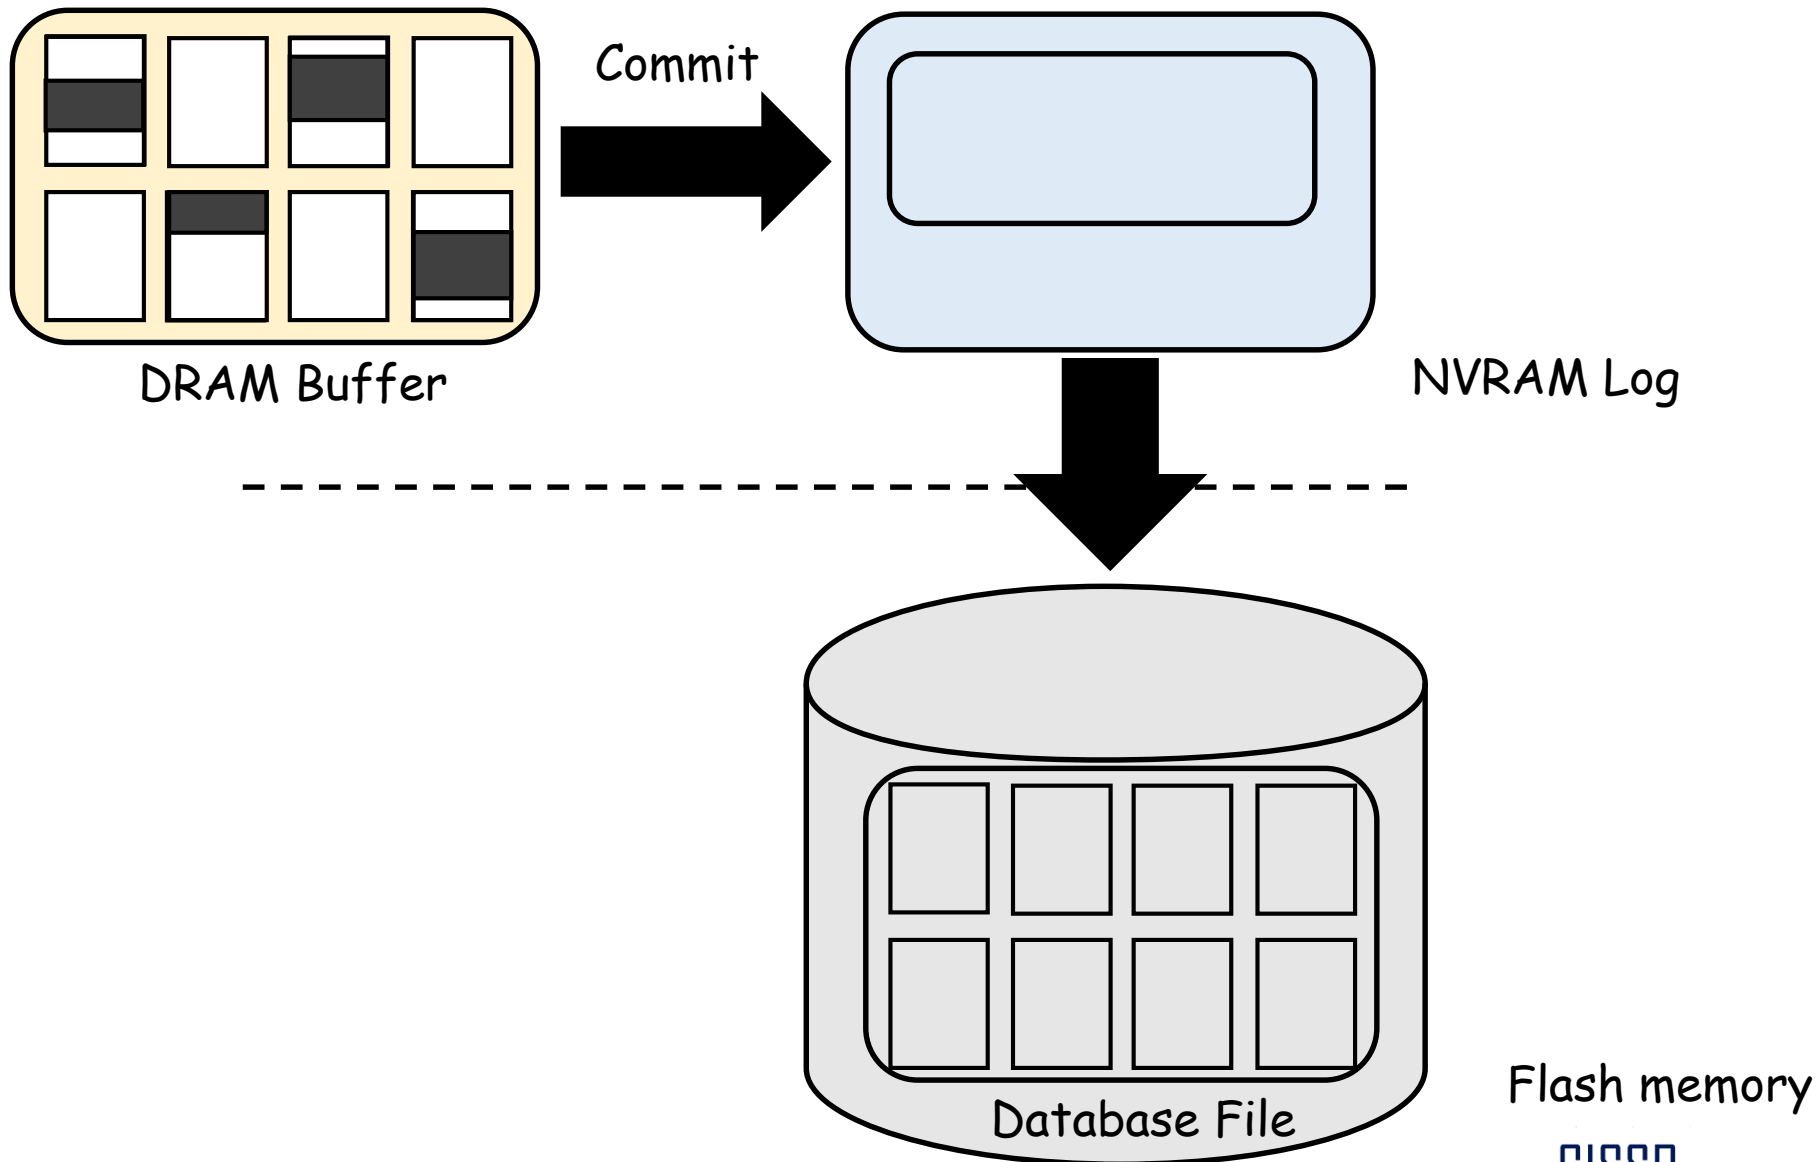 Commit
DRAM Buffer
NVRAM Log
Database File
Flash memory